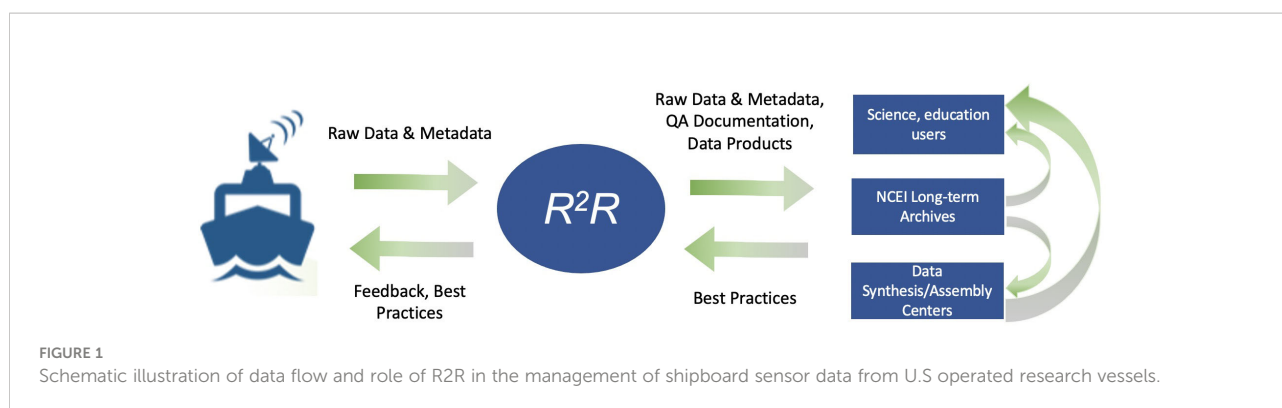 Raw Data & Metadata
R²R
Feedback, Best
Practices
Raw Data & Metadata,
QA Documentation,
Data Products
Best Practices
Science, education
users
NCEI Long-term
Archives
Data
Synthesis/Assembly
Centers
FIGURE 1
Schematic illustration of data flow and role of R2R in the management of shipboard sensor data from U.S operated research vessels.